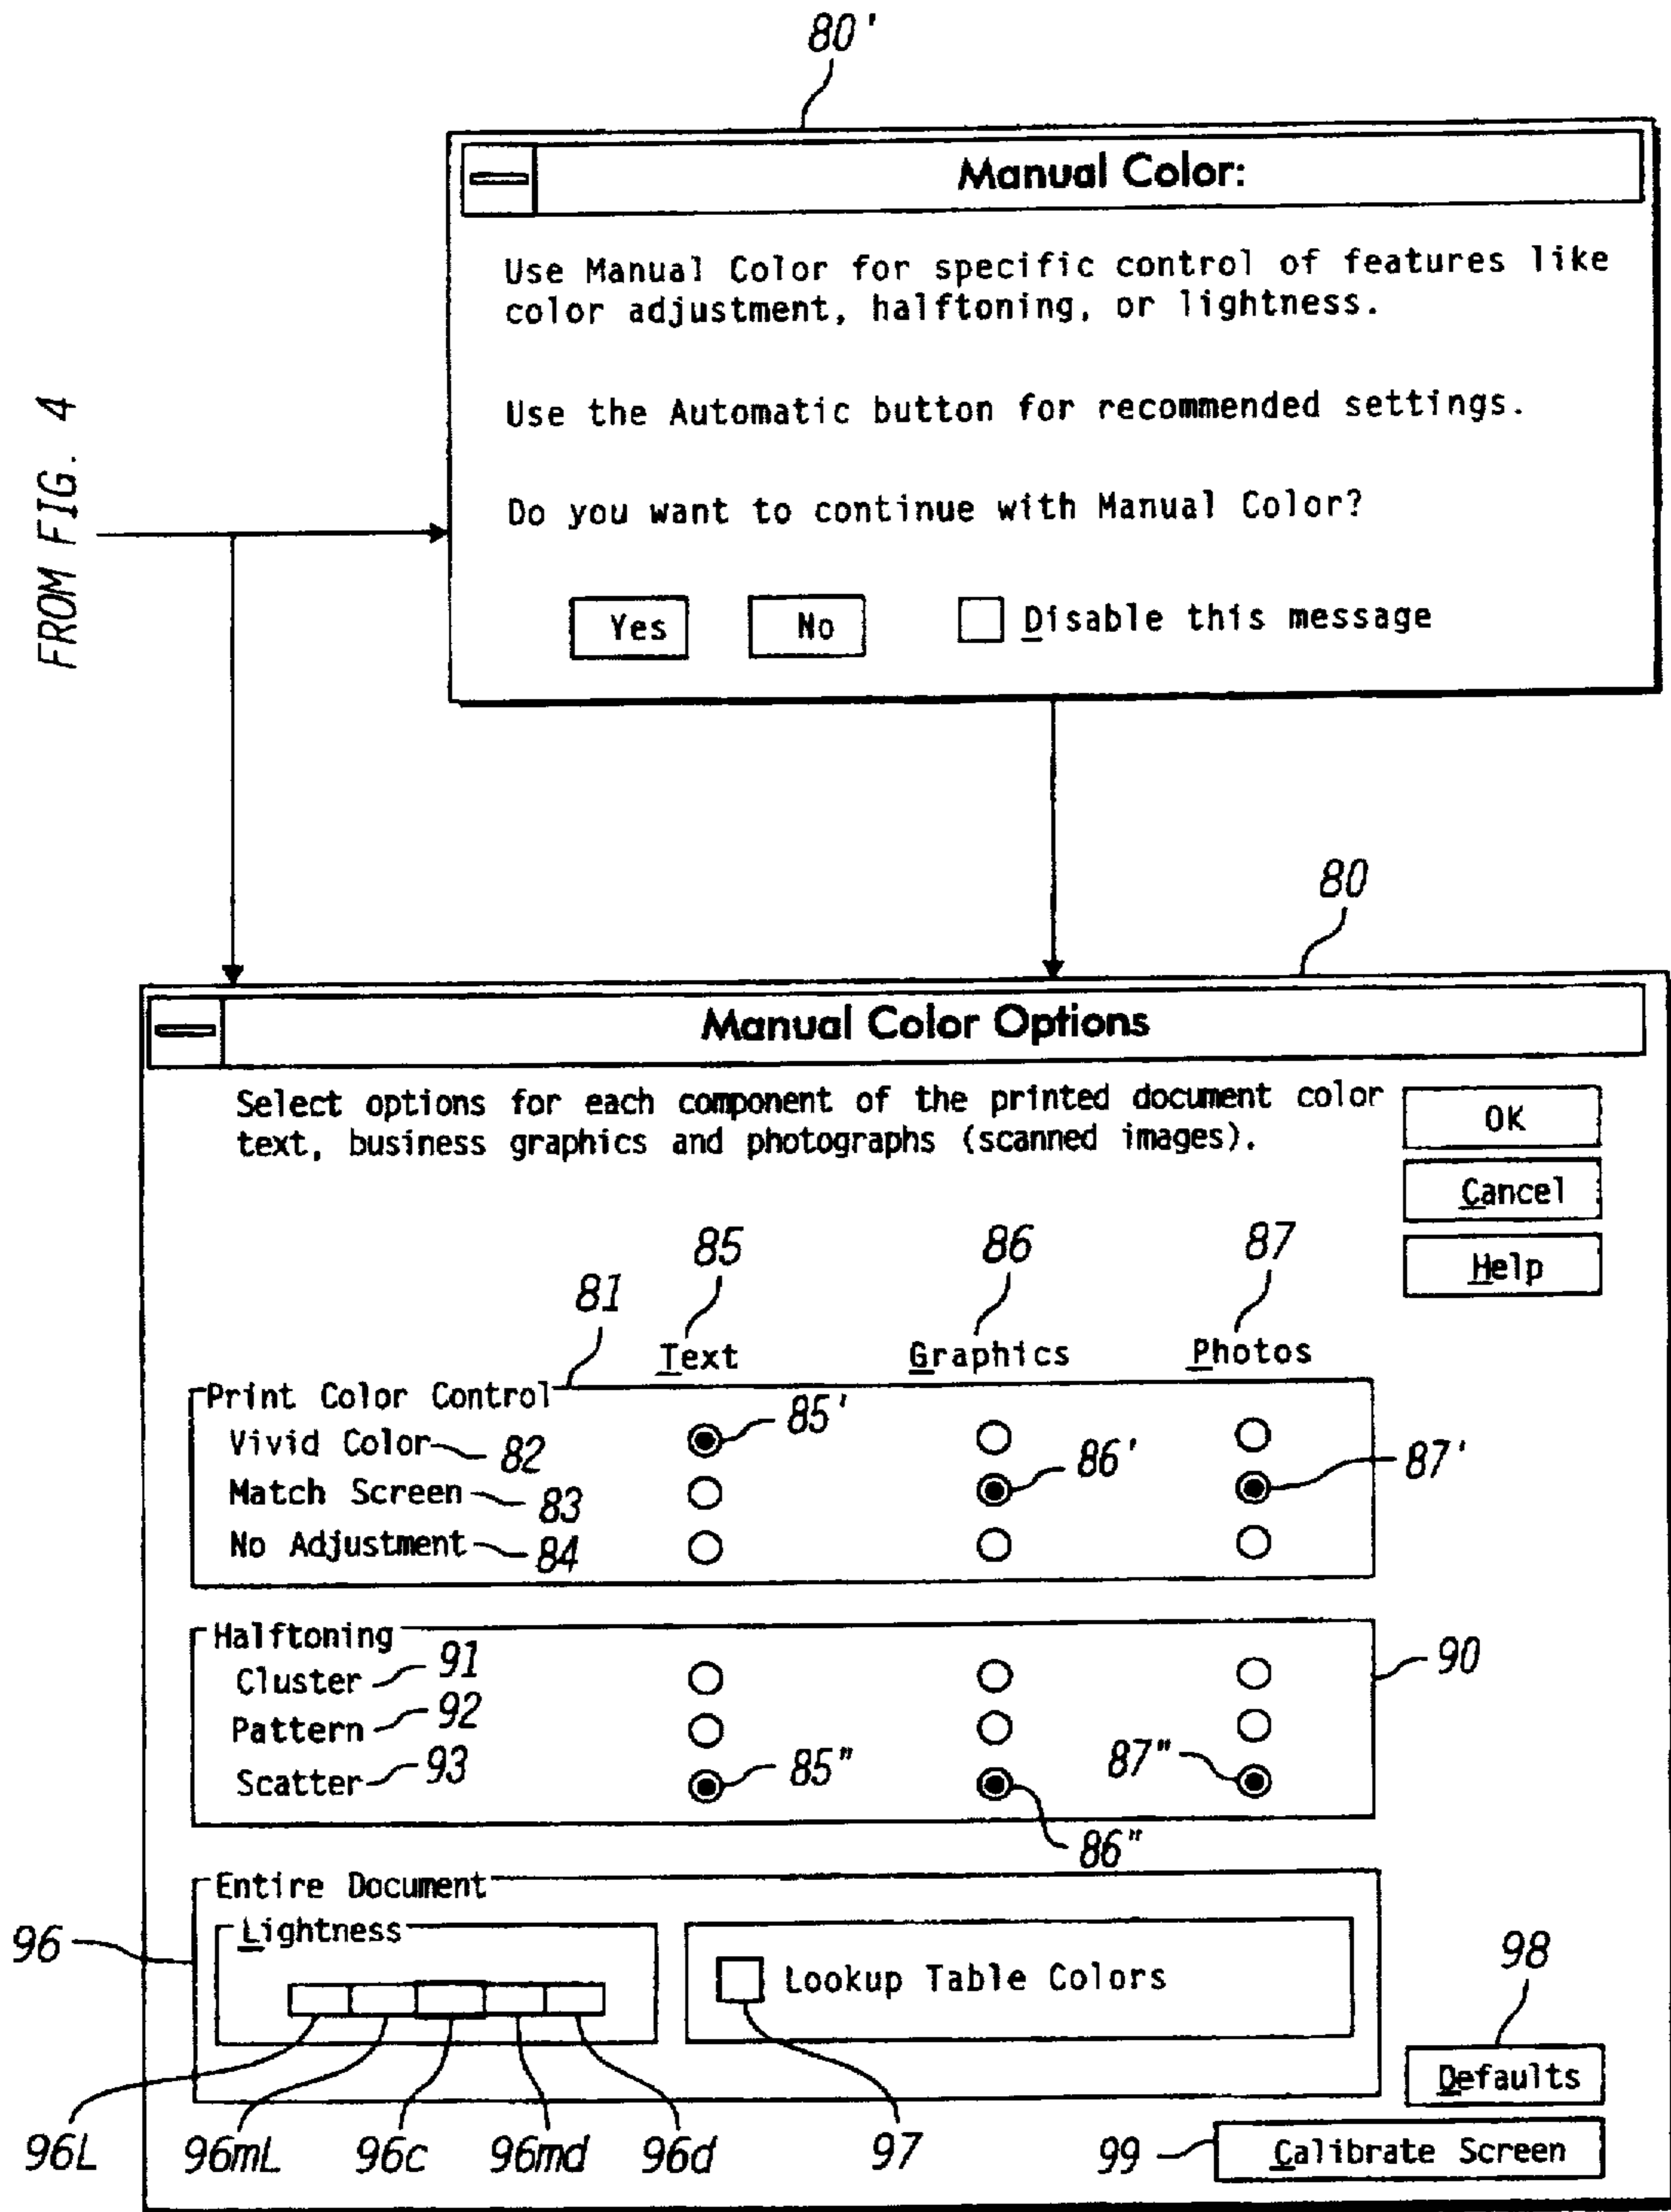 80'
Manual Color:
Use Manual Color for specific control of features like
color adjustment, halftoning, or lightness.
Use the Automatic button for recommended settings.
FROM FIG. 4
Do you want to continue with Manual Color?
Yes No Disable this message
80
Manual Color Options
Select options for each component of the printed document color
text, business graphics and photographs (scanned images).
OK
Cancel
Help
85 86 87
81
Text Graphics Photos
Print Color Control
Vivid Color 82 85'
Match Screen 83 86' 87'
No Adjustment 84
Halftoning
Cluster 91 90
Pattern 92
Scatter 93 85" 87"
86"
Entire Document
Lightness
96
Lookup Table Colors
98
Defaults
96L 96mL 96c 96md 96d 97
99 Calibrate Screen